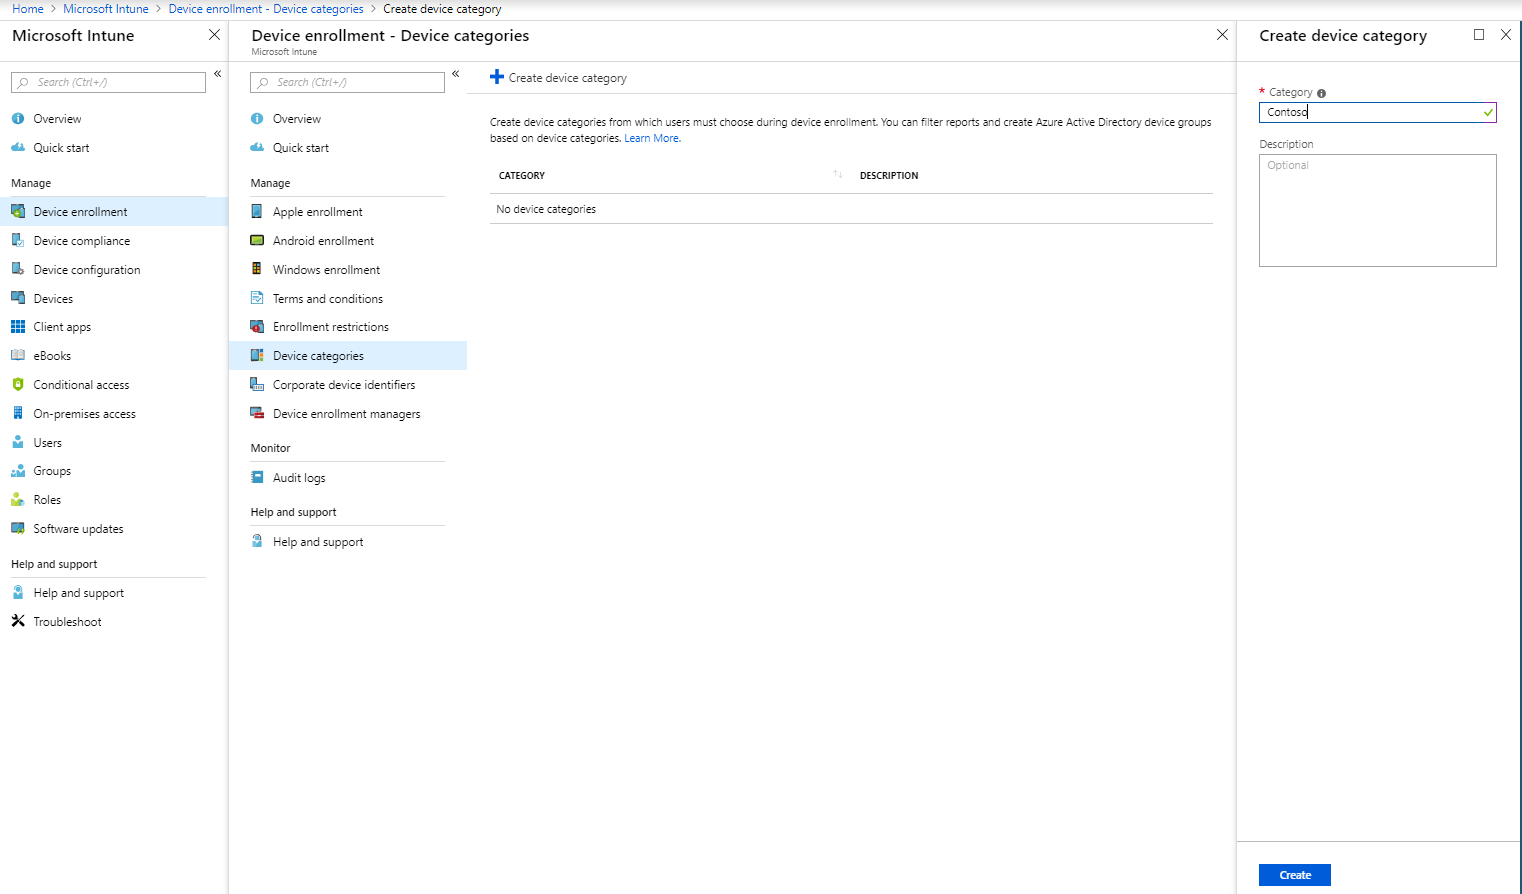 Home > Microsoft Intune > Device enrollment - Device categories > Create device category
Microsoft Intune
« 
Search (Ctrl+/)
Overview
Quick start
Manage
Device enrollment
Device compliance
Device configuration
Devices
Client apps
eBooks
Conditional access
On-premises access
Users
Groups
Roles
Software updates
Help and support
Help and support
Troubleshoot
Device enrollment - Device categories
Microsoft Intune
«
Search (Ctrl+/)
Overview
Quick start
Manage
Apple enrollment
Android enrollment
Windows enrollment
Terms and conditions
Enrollment restrictions
Device categories
Corporate device identifiers
Device enrollment managers
Monitor
Audit logs
Help and support
Help and support
Create device category
Create device categories from which users must choose during device enrollment. You can filter reports and create Azure Active Directory device groups
based on device categories. Learn More.
CATEGORY ↑↓ DESCRIPTION
No device categories
Create device category
* Category
Contoso
Description
Optional
Create